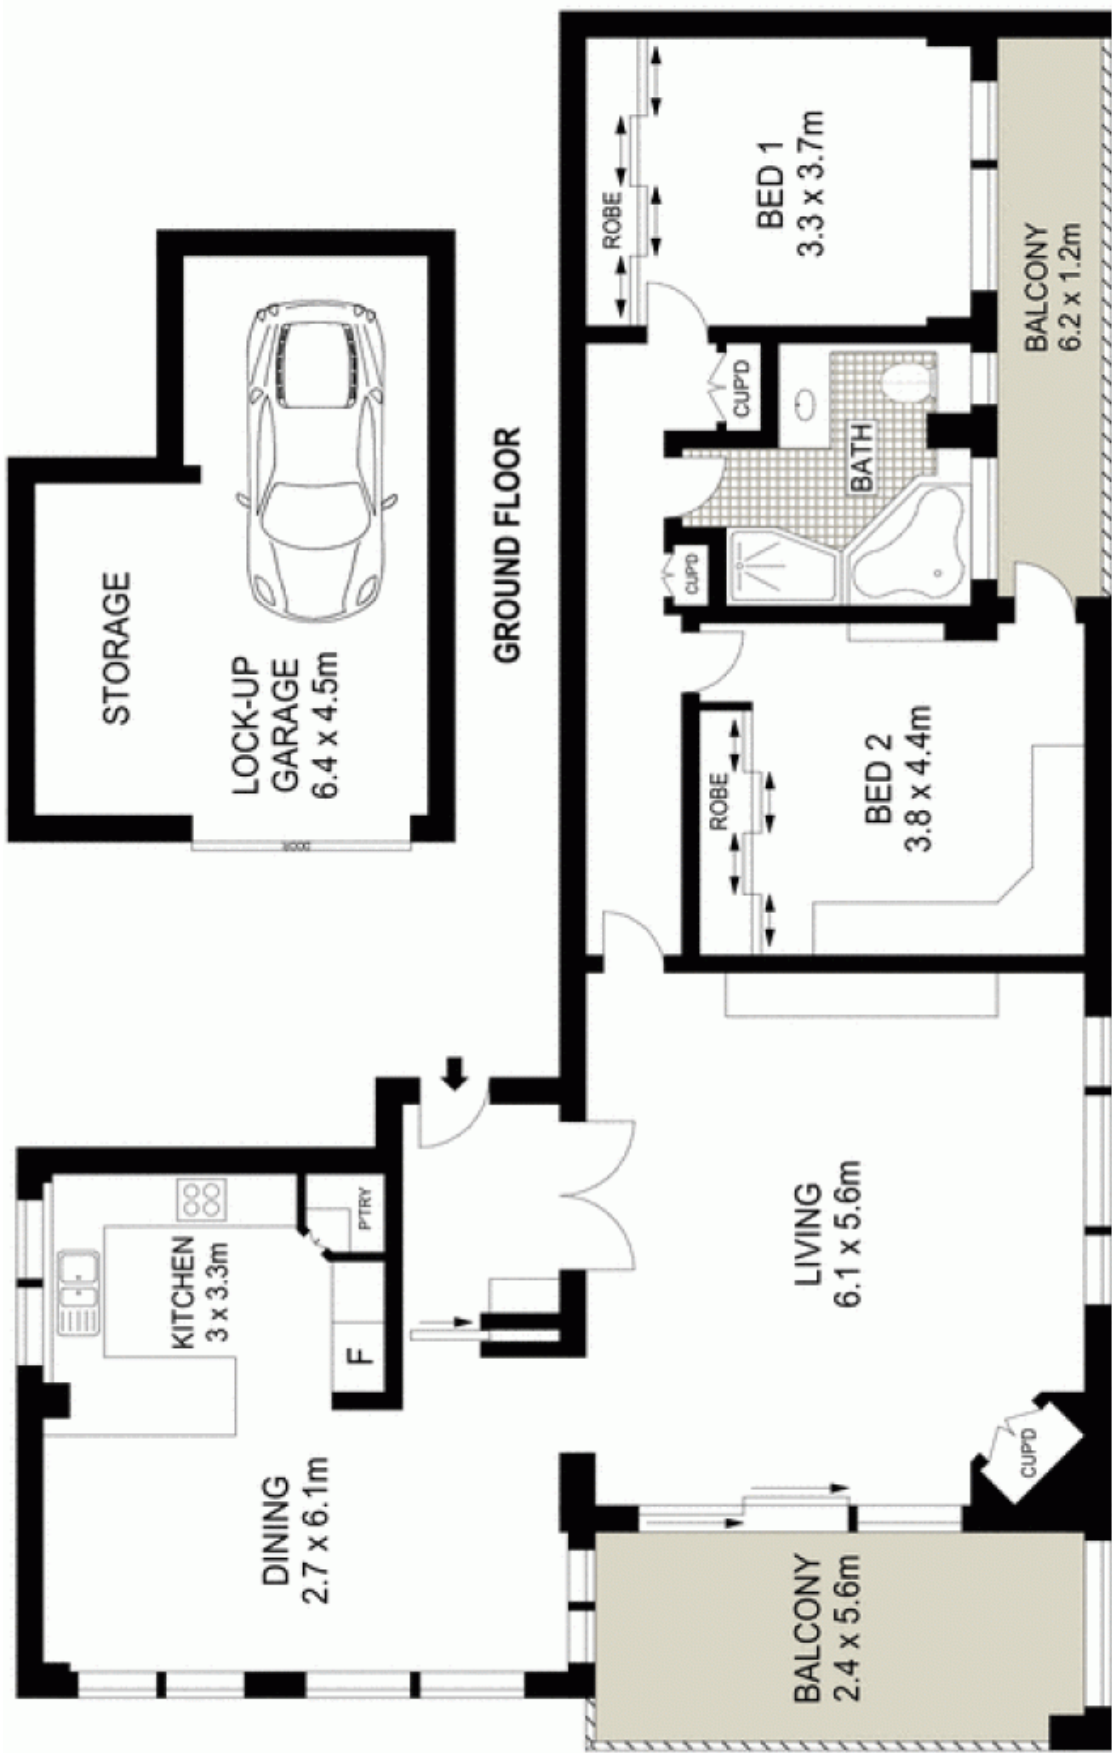 STORAGE
LOCK-UP
GARAGE
6.4 x 4.5m
DOOR
GROUND FLOOR
ROBE
BED 1
3.3 x 3.7m
BALCONY
6.2 x 1.2m
CUP'D
BATH
CUP'D
ROBE
BED 2
3.8 x 4.4m
KITCHEN
3 x 3.3m
P'TRY
F
DINING
2.7 x 6.1m
LIVING
6.1 x 5.6m
CUP'D
BALCONY
2.4 x 5.6m